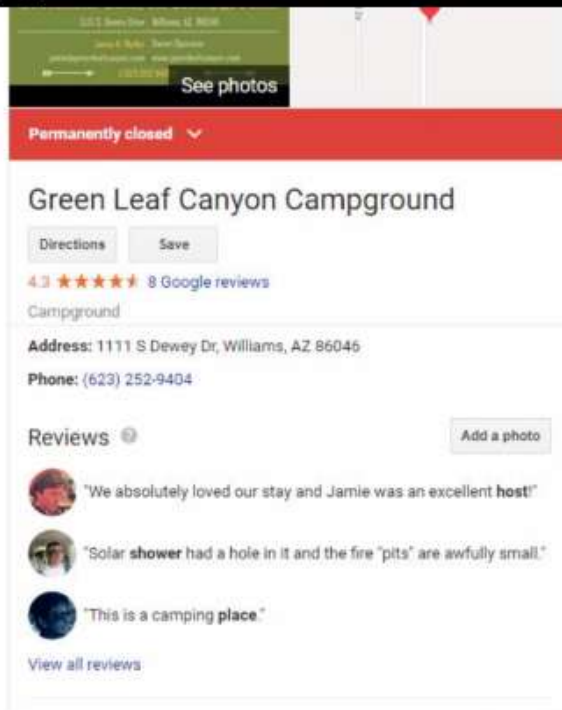 See photos
Permanently closed
Green Leaf Canyon Campground
Directions Save
4.3 8 Google reviews
Campground
Address: 1111 S Dewey Dr, Williams, AZ 86046
Phone: (623) 252-9404
Reviews Add a photo
"We absolutely loved our stay and Jamie was an excellent host!"
"Solar shower had a hole in it and the fire "pits" are awfully small."
"This is a camping place."
View all reviews